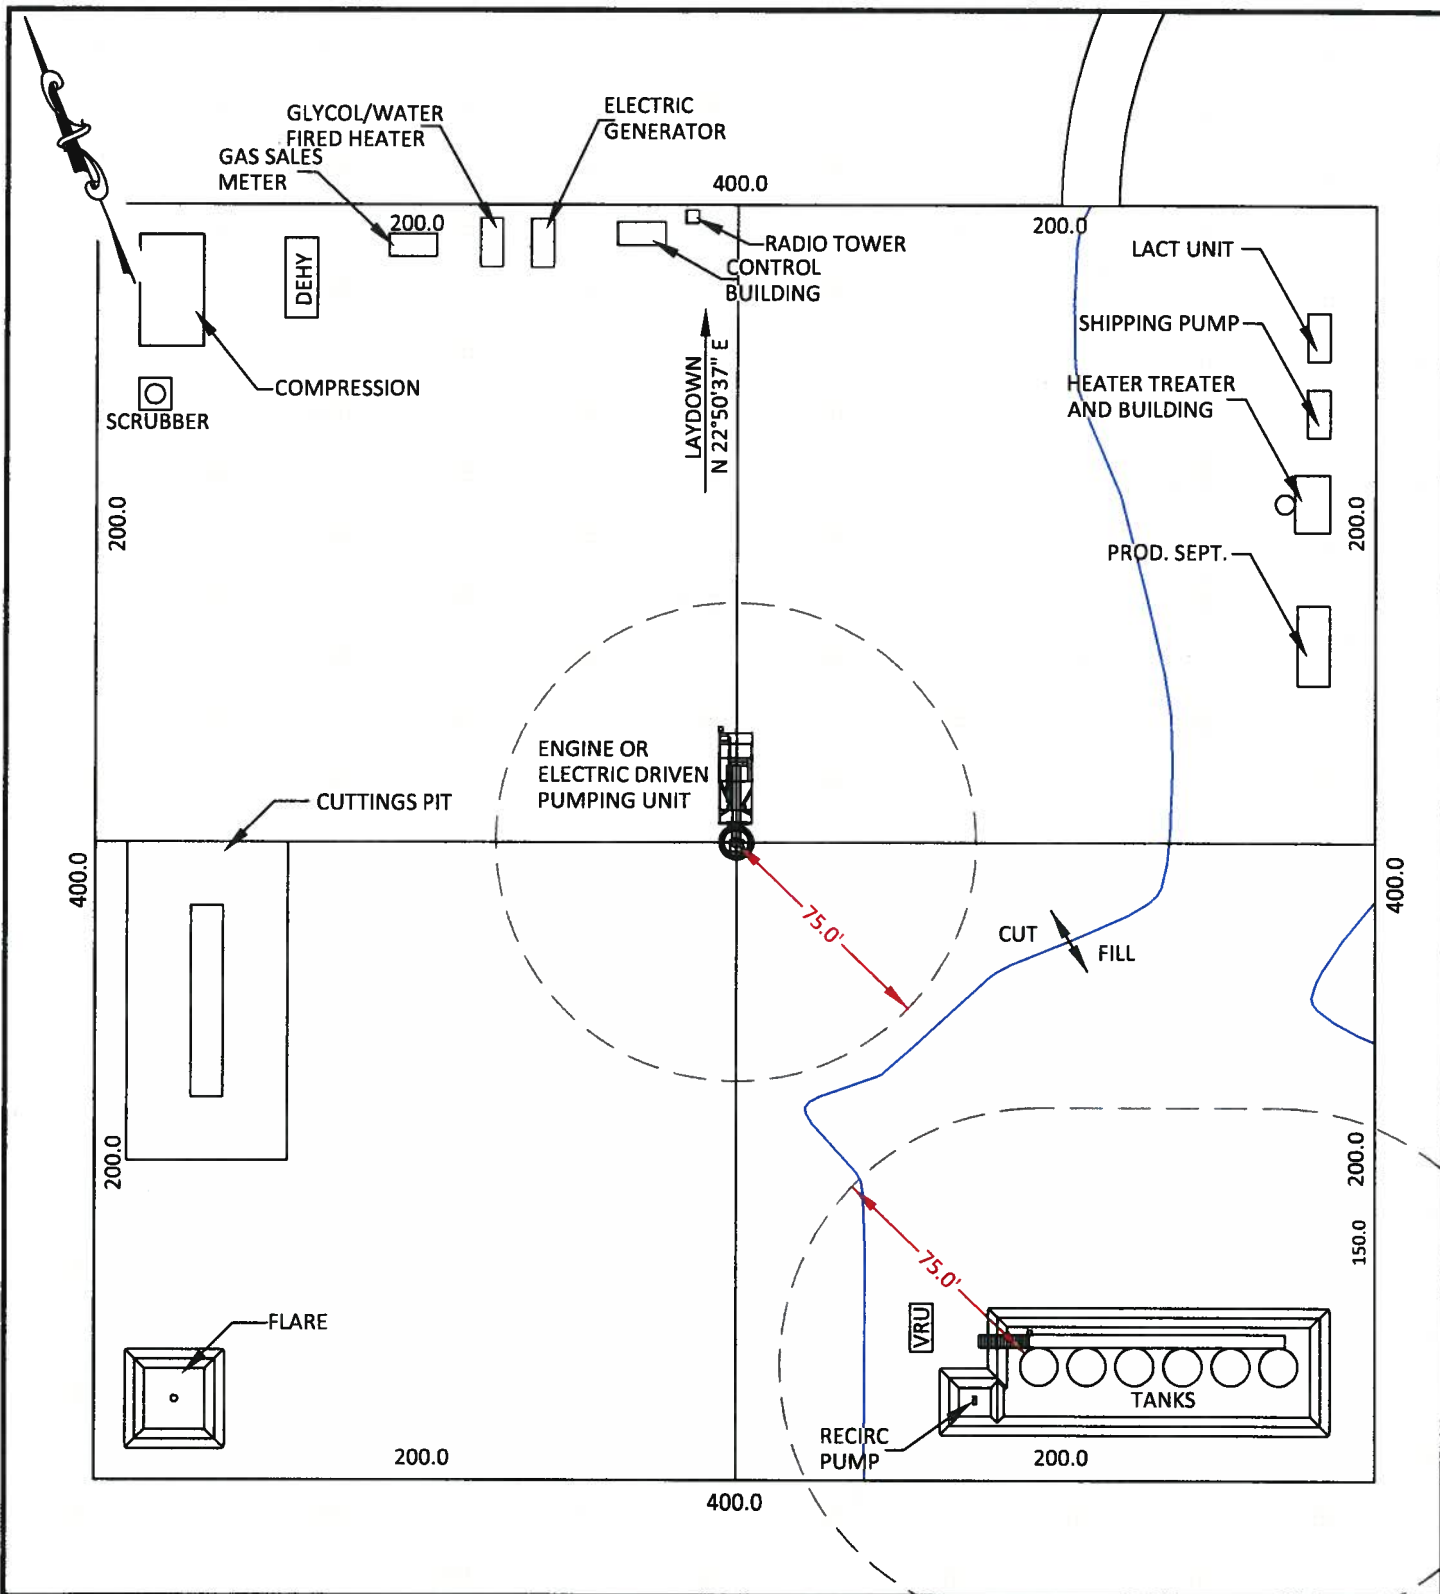 GLYCOL/WATER
FIRED HEATER
ELECTRIC
GENERATOR
GAS SALES
METER
400.0
200.0
200.0
RADIO TOWER
CONTROL
BUILDING
LACT UNIT
DEHY
SHIPPING PUMP
COMPRESSION
HEATER TREATER
AND BUILDING
SCRUBBER
LAYDOWN
N 22°50'37" E
200.0
200.0
PROD. SEPT.
ENGINE OR
ELECTRIC DRIVEN
PUMPING UNIT
CUTTINGS PIT
400.0
400.0
75.0'
CUT
FILL
200.0
200.0
150.0
75.0'
VRU
FLARE
TANKS
RECIRC
PUMP
200.0
200.0
400.0